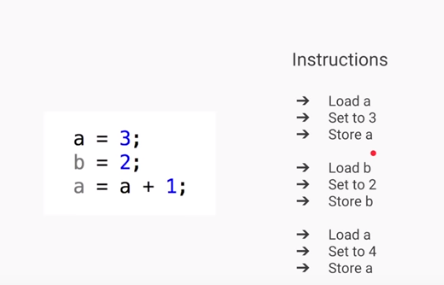 a = 3;
b = 2;
a = a + 1;
Instructions
➔ Load a
➔ Set to 3
➔ Store a
➔ Load b
➔ Set to 2
➔ Store b
➔ Load a
➔ Set to 4
➔ Store a